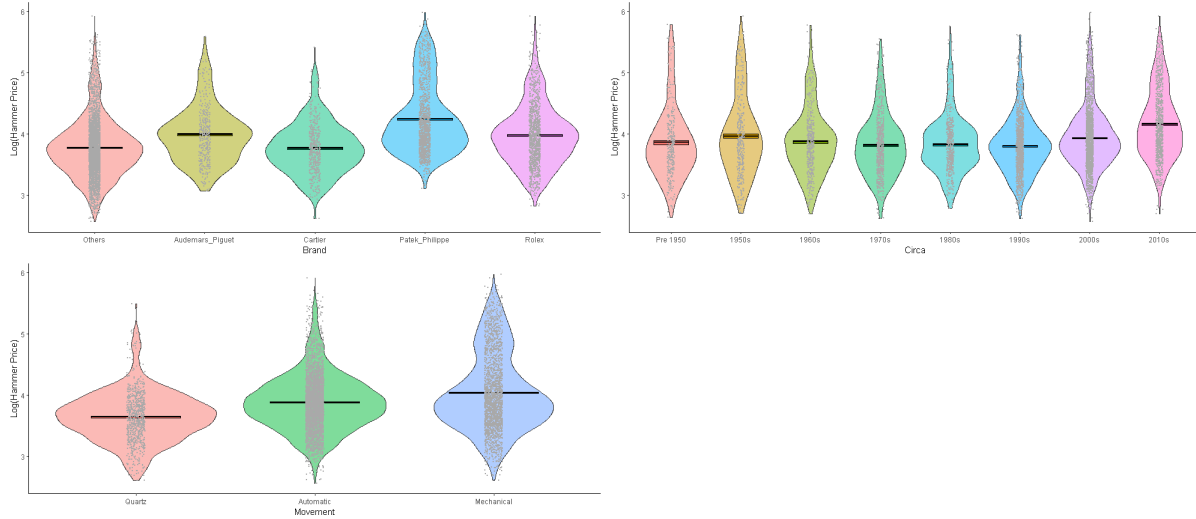 Log(Hammer Price)
6
5
4
3
Others Audemars_Piguet Cartier Patek_Philippe Rolex
Brand
Log(Hammer Price)
6
5
4
3
Pre 1950 1950s 1960s 1970s 1980s 1990s 2000s 2010s
Circa
Log(Hammer Price)
6
5
4
3
Quartz Automatic Mechanical
Movement